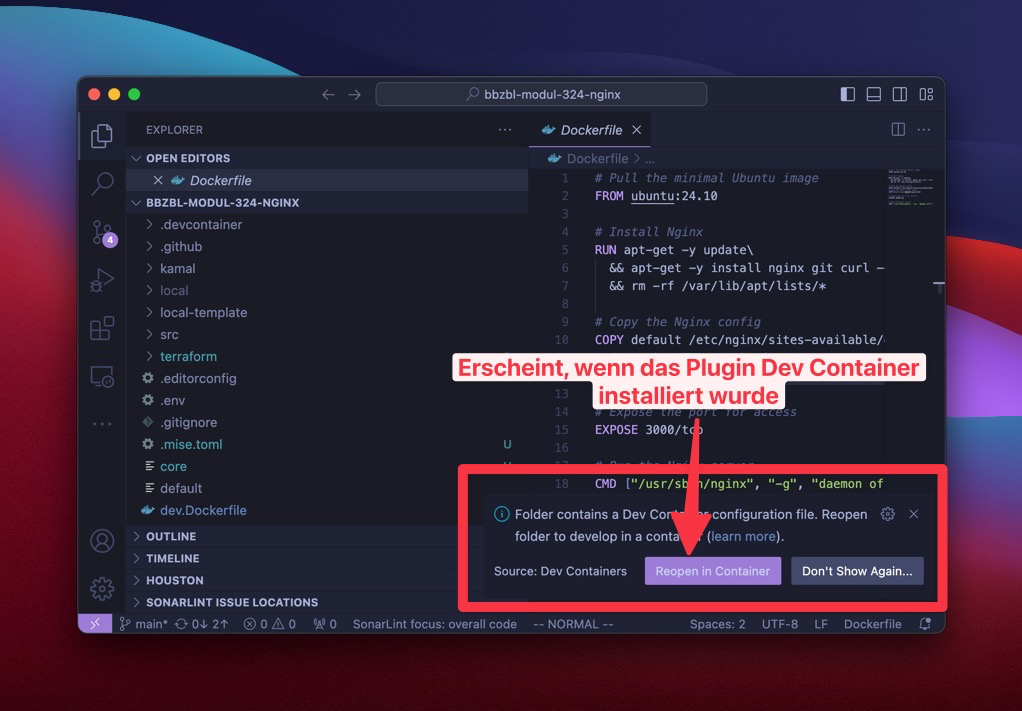 bbzbl-modul-324-nginx
EXPLORER
OPEN EDITORS
Dockerfile
BBZBL-MODUL-324-NGINX
.devcontainer
.github
kamal
local
local-template
src
terraform
.editorconfig
.env
.gitignore
.mise.toml U
core
default
dev.Dockerfile
OUTLINE
TIMELINE
HOUSTON
SONARLINT ISSUE LOCATIONS
4
Dockerfile
Dockerfile > ...
1 # Pull the minimal Ubuntu image
2 FROM ubuntu:24.10
3
4 # Install Nginx
5 RUN apt-get -y update\
6 && apt-get -y install nginx git curl
7 && rm -rf /var/lib/apt/lists/*
8
9 # Copy the Nginx config
10 COPY default /etc/nginx/sites-available/
Erscheint, wenn das Plugin Dev Container
installiert wurde
13
14 # Expose the port for access
15 EXPOSE 3000/tcp
16
17 # Run the Nginx server
18 CMD ["/usr/sbin/nginx", "-g", "daemon of
Folder contains a Dev Container configuration file. Reopen
folder to develop in a container (learn more).
Source: Dev Containers
Reopen in Container
Don't Show Again...
main* 0↓ 2↑ 0 0 0 SonarLint focus: overall code -- NORMAL -- Spaces: 2 UTF-8 LF Dockerfile